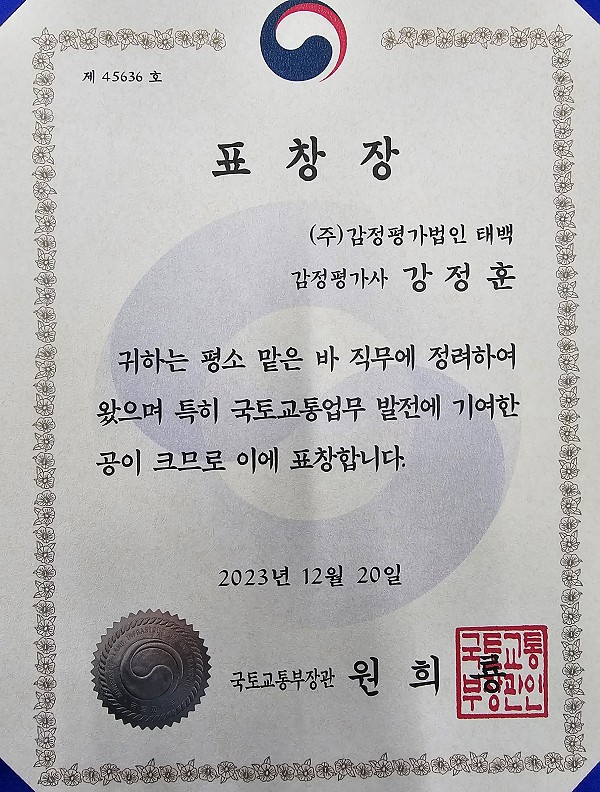 제 45636 호
표 창 장
(주)감정평가법인 태백
감정평가사 강 정 훈
귀하는 평소 맡은 바 직무에 정려하여
왔으며 특히 국토교통업무 발전에 기여한
공이 크므로 이에 표창합니다.
2023년 12월 20일
국토교통부장관 원 희 룡
국토교통
부장관인